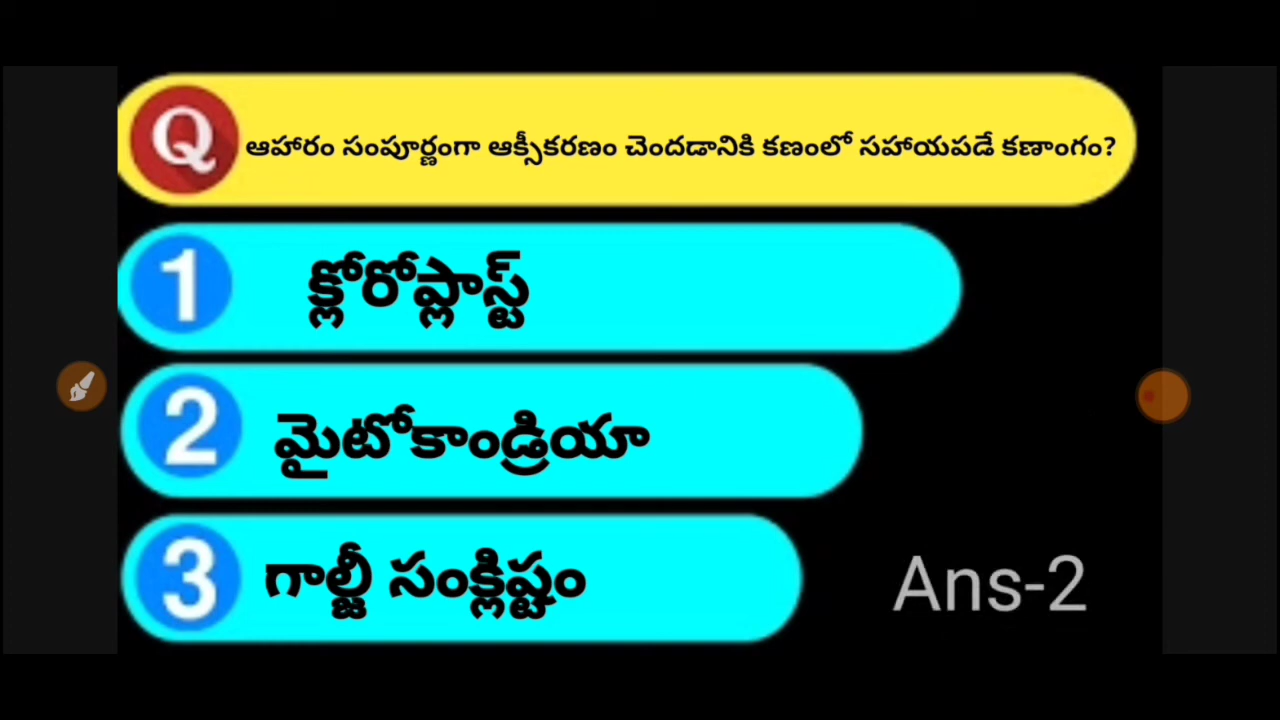 Q ఆహారం సంపూర్ణంగా ఆక్సీకరణం చెందడానికి కణంలో సహాయపడే కణాంగం?
1 క్లోరోప్లాస్ట్
2 మైటోకాండ్రియా
3 గాల్జీ సంక్లిష్టం
Ans-2